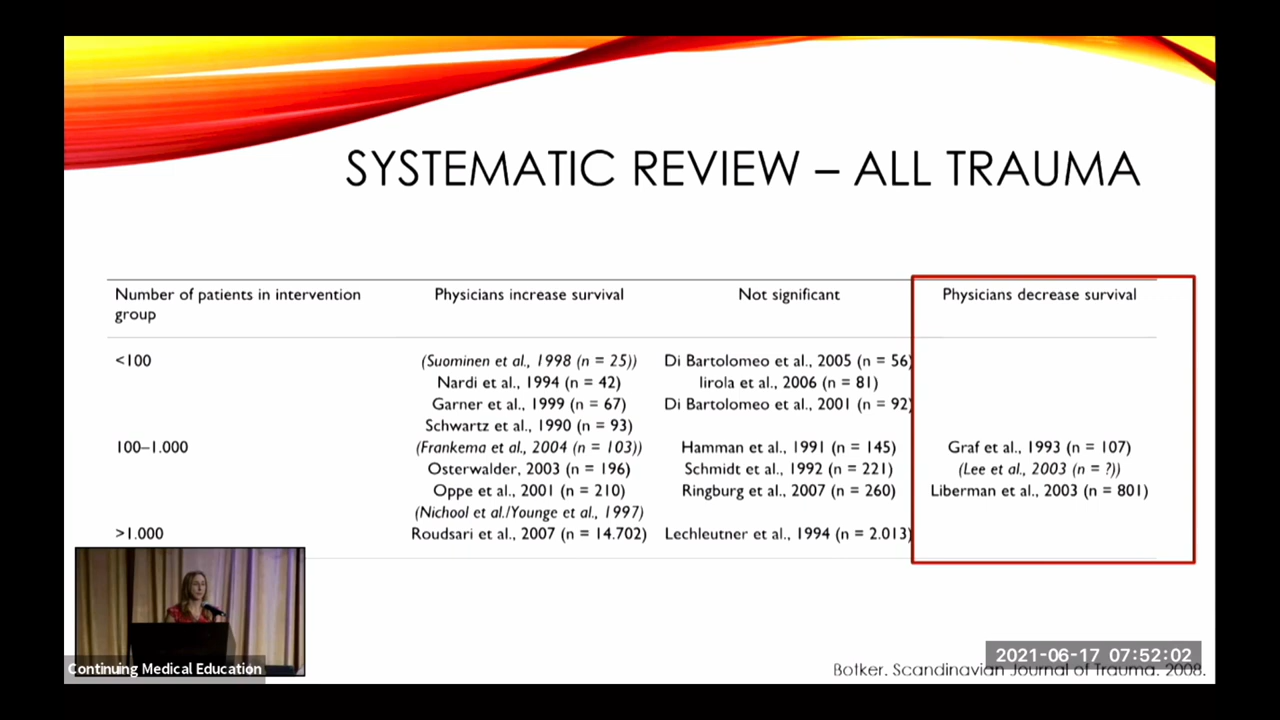 SYSTEMATIC REVIEW – ALL TRAUMA
Number of patients in intervention group
Physicians increase survival
Not significant
Physicians decrease survival
<100
(Suominen et al., 1998 (n = 25))
Di Bartolomeo et al., 2005 (n = 56)
Nardi et al., 1994 (n = 42)
Iirola et al., 2006 (n = 81)
Garner et al., 1999 (n = 67)
Di Bartolomeo et al., 2001 (n = 92)
Schwartz et al., 1990 (n = 93)
100–1.000
(Frankema et al., 2004 (n = 103))
Hamman et al., 1991 (n = 145)
Graf et al., 1993 (n = 107)
Osterwalder, 2003 (n = 196)
Schmidt et al., 1992 (n = 221)
(Lee et al., 2003 (n = ?))
Oppe et al., 2001 (n = 210)
Ringburg et al., 2007 (n = 260)
Liberman et al., 2003 (n = 801)
(Nichool et al./Younge et al., 1997)
>1.000
Roudsari et al., 2007 (n = 14.702)
Lechleutner et al., 1994 (n = 2.013)
Continuing Medical Education
2021-06-17 07:52:02
Botker. Scandinavian Journal of Trauma. 2008.